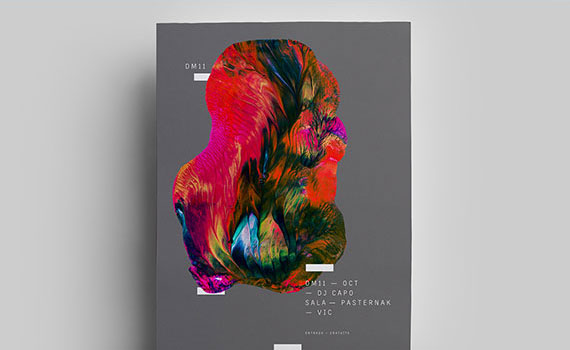 DM11
DM11 — OCT
— DJ CAPO
SALA — PASTERNAK
— VIC